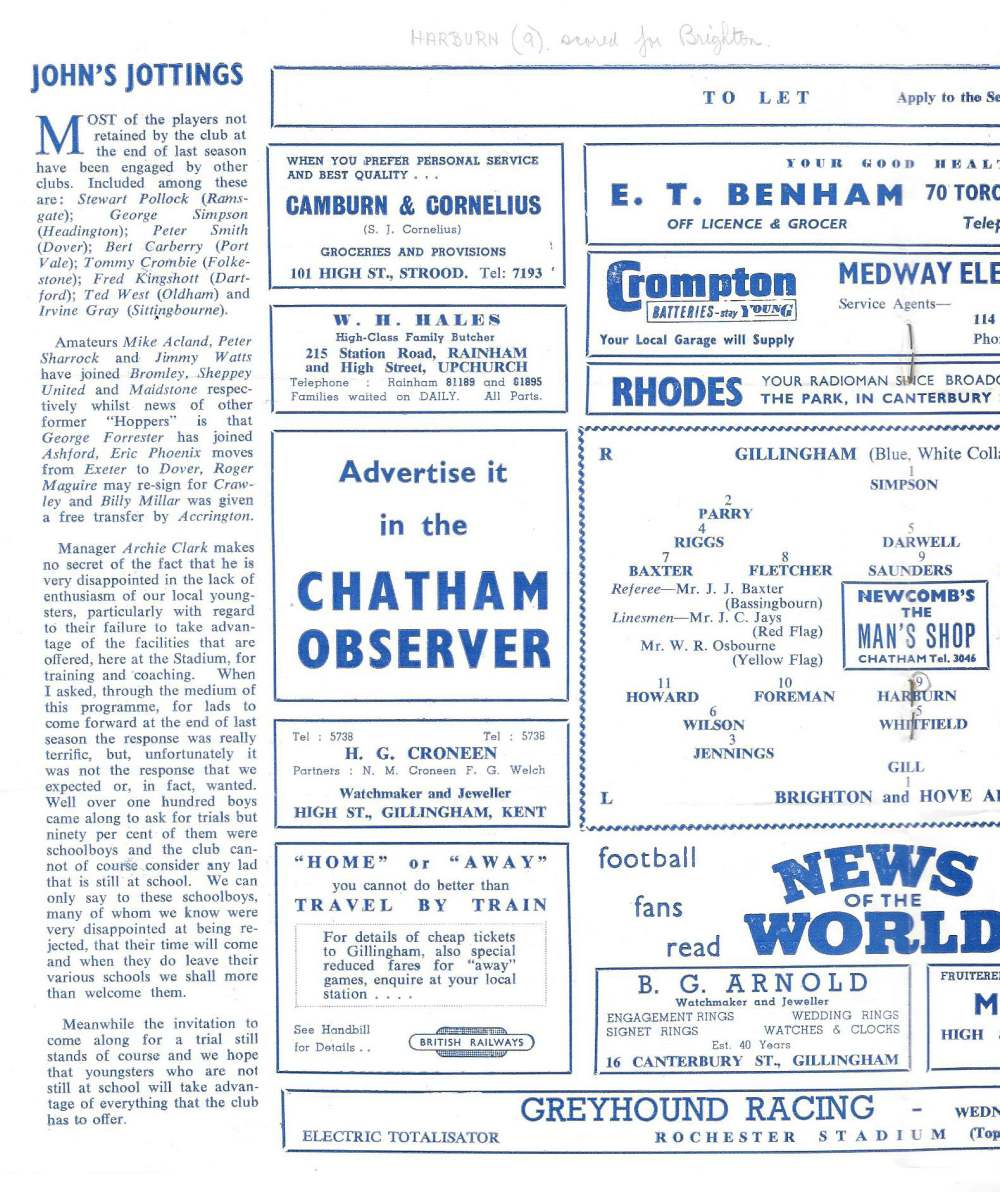 HARBURN (9). scored for Brighton.
JOHN'S JOTTINGS
MOST of the players not
retained by the club at
the end of last season
have been engaged by other
clubs. Included among these
are: Stewart Pollock (Rams-
gate); George Simpson
(Headington); Peter Smith
(Dover); Bert Carberry (Port
Vale); Tommy Crombie (Folke-
stone); Fred Kingshott (Dart-
ford); Ted West (Oldham) and
Irvine Gray (Sittingbourne).
Amateurs Mike Acland, Peter
Sharrock and Jimmy Watts
have joined Bromley, Sheppey
United and Maidstone respec-
tively whilst news of other
former "Hoppers" is that
George Forrester has joined
Ashford, Eric Phoenix moves
from Exeter to Dover, Roger
Maguire may re-sign for Craw-
ley and Billy Millar was given
a free transfer by Accrington.
Manager Archie Clark makes
no secret of the fact that he is
very disappointed in the lack of
enthusiasm of our local young-
sters, particularly with regard
to their failure to take advan-
tage of the facilities that are
offered, here at the Stadium, for
training and coaching. When
I asked, through the medium of
this programme, for lads to
come forward at the end of last
season the response was really
terrific, but, unfortunately it
was not the response that we
expected or, in fact, wanted.
Well over one hundred boys
came along to ask for trials but
ninety per cent of them were
schoolboys and the club can-
not of course consider any lad
that is still at school. We can
only say to these schoolboys,
many of whom we know were
very disappointed at being re-
jected, that their time will come
and when they do leave their
various schools we shall more
than welcome them.
Meanwhile the invitation to
come along for a trial still
stands of course and we hope
that youngsters who are not
still at school will take advan-
tage of everything that the club
has to offer.
TO LET Apply to the Se
WHEN YOU PREFER PERSONAL SERVICE
AND BEST QUALITY . . .
CAMBURN & CORNELIUS
(S. J. Cornelius)
GROCERIES AND PROVISIONS
101 HIGH ST., STROOD. Tel: 7193
W. H. HALES
High-Class Family Butcher
215 Station Road, RAINHAM
and High Street, UPCHURCH
Telephone : Rainham 81189 and 81895
Families waited on DAILY. All Parts.
Advertise it
in the
CHATHAM
OBSERVER
Tel : 5738 Tel : 5738
H. G. CRONEEN
Partners : N. M. Croneen F. G. Welch
Watchmaker and Jeweller
HIGH ST., GILLINGHAM, KENT
"HOME" or "AWAY"
you cannot do better than
TRAVEL BY TRAIN
For details of cheap tickets
to Gillingham, also special
reduced fares for "away"
games, enquire at your local
station . . . .
See Handbill
for Details . .
BRITISH RAILWAYS
YOUR GOOD HEAL
E. T. BENHAM 70 TORO
OFF LICENCE & GROCER Telep
Crompton
BATTERIES-stay YOUNG
Your Local Garage will Supply
MEDWAY ELE
Service Agents—
114
Pho
RHODES
YOUR RADIOMAN SINCE BROADC
THE PARK, IN CANTERBURY
R GILLINGHAM (Blue, White Colla
1
SIMPSON
2
PARRY
4 5
RIGGS DARWELL
7 8 9
BAXTER FLETCHER SAUNDERS
Referee—Mr. J. J. Baxter
(Bassingbourn)
Linesmen—Mr. J. C. Jays
(Red Flag)
Mr. W. R. Osbourne
(Yellow Flag)
NEWCOMB'S
THE
MAN'S SHOP
CHATHAM Tel. 3046
11 10 9
HOWARD FOREMAN HARBURN
6 5
WILSON WHITFIELD
3
JENNINGS
GILL
1
L BRIGHTON and HOVE AL
football
fans
read
NEWS
OF THE
WORLD
B. G. ARNOLD
Watchmaker and Jeweller
ENGAGEMENT RINGS WEDDING RINGS
SIGNET RINGS WATCHES & CLOCKS
Est. 40 Years
16 CANTERBURY ST., GILLINGHAM
FRUITERE
M
HIGH
GREYHOUND RACING - WEDN
ELECTRIC TOTALISATOR ROCHESTER STADIUM (Top